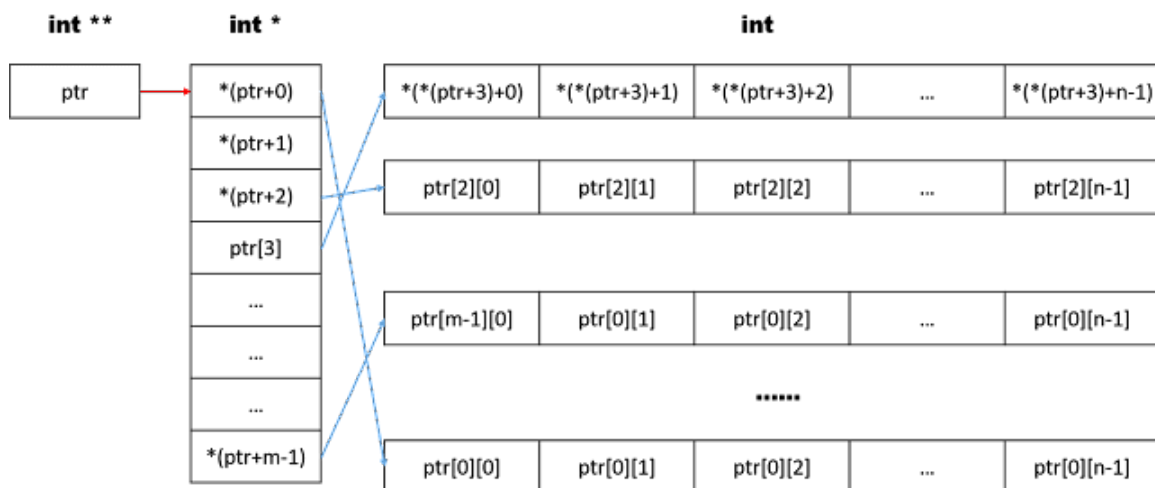 int ** int * int
ptr *(ptr+0) *(*(ptr+3)+0) *(*(ptr+3)+1) *(*(ptr+3)+2) ... *(*(ptr+3)+n-1)
*(ptr+1)
*(ptr+2) ptr[2][0] ptr[2][1] ptr[2][2] ... ptr[2][n-1]
ptr[3]
...
ptr[m-1][0] ptr[0][1] ptr[0][2] ... ptr[0][n-1]
...
...
......
*(ptr+m-1) ptr[0][0] ptr[0][1] ptr[0][2] ... ptr[0][n-1]